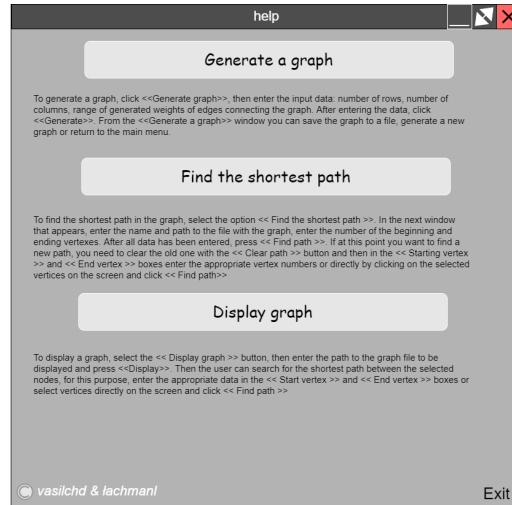 help
Generate a graph
To generate a graph, click <<Generate graph>>, then enter the input data: number of rows, number of
columns, range of generated weights of edges connecting the graph. After entering the data, click
<<Generate>>. From the <<Generate a graph>> window you can save the graph to a file, generate a new
graph or return to the main menu.
Find the shortest path
To find the shortest path in the graph, select the option << Find the shortest path >>. In the next window
that appears, enter the name and path to the file with the graph, enter the number of the beginning and
ending vertexes. After all data has been entered, press << Find path >>. If at this point you want to find a
new path, you need to clear the old one with the << Clear path >> button and then in the << Starting vertex
>> and << End vertex >> boxes enter the appropriate vertex numbers or directly by clicking on the selected
vertices on the screen and click << Find path>>
Display graph
To display a graph, select the << Display graph >> button, then enter the path to the graph file to be
displayed and press <<Display>>. Then the user can search for the shortest path between the selected
nodes, for this purpose, enter the appropriate data in the << Start vertex >> and << End vertex >> boxes or
select vertices directly on the screen and click << Find path >>
vasilchd & łachmanl
Exit